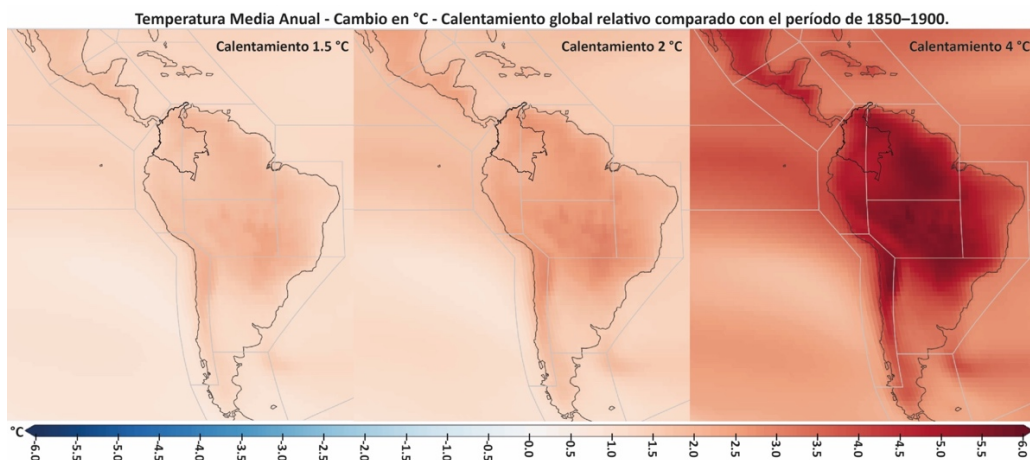 Temperatura Media Anual - Cambio en °C - Calentamiento global relativo comparado con el período de 1850–1900.
Calentamiento 1.5 °C
Calentamiento 2 °C
Calentamiento 4 °C
°C
-6.0 -5.5 -5.0 -4.5 -4.0 -3.5 -3.0 -2.5 -2.0 -1.5 -1.0 -0.5 0.0 0.5 1.0 1.5 2.0 2.5 3.0 3.5 4.0 4.5 5.0 5.5 6.0